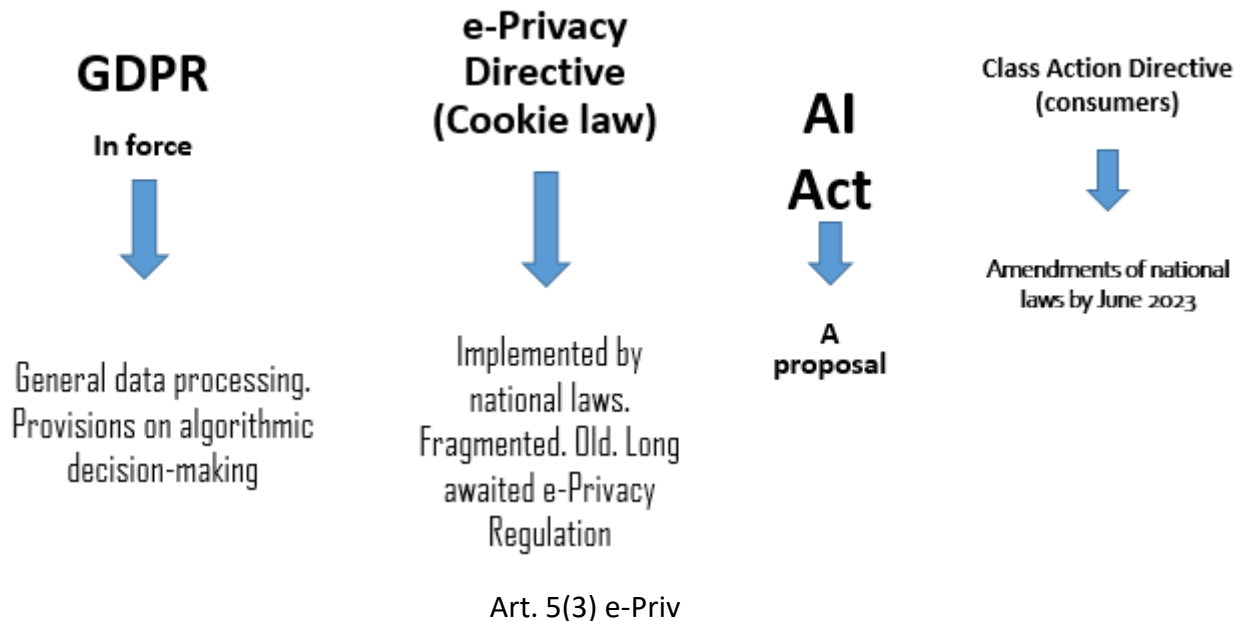 GDPR
In force
General data processing.
Provisions on algorithmic
decision-making
e-Privacy
Directive
(Cookie law)
Implemented by
national laws.
Fragmented. Old. Long
awaited e-Privacy
Regulation
AI
Act
A
proposal
Class Action Directive
(consumers)
Amendments of national
laws by June 2023
Art. 5(3) e-Priv